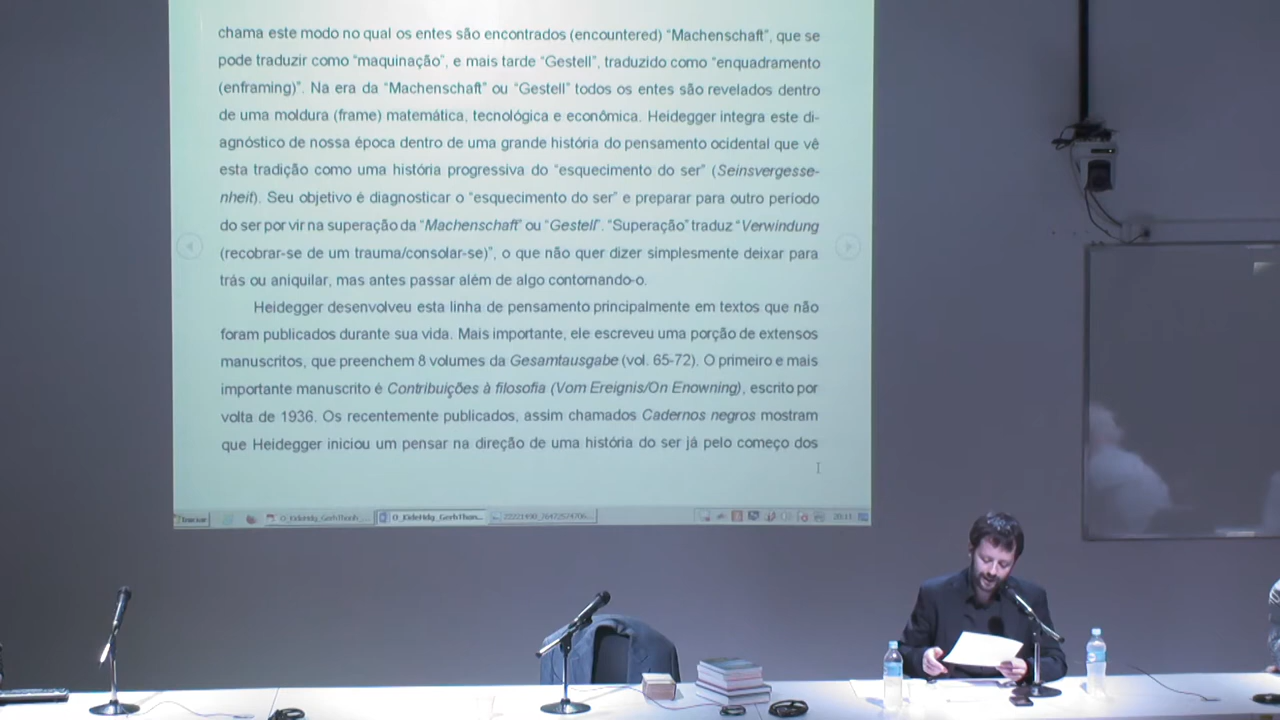 chama este modo no qual os entes são encontrados (encountered) “Machenschaft”, que se
pode traduzir como “maquinação”, e mais tarde “Gestell”, traduzido como “enquadramento
(enframing)”. Na era da “Machenschaft” ou “Gestell” todos os entes são revelados dentro
de uma moldura (frame) matemática, tecnológica e econômica. Heidegger integra este di-
agnóstico de nossa época dentro de uma grande história do pensamento ocidental que vê
esta tradição como uma história progressiva do “esquecimento do ser” (Seinsvergesse-
nheit). Seu objetivo é diagnosticar o “esquecimento do ser” e preparar para outro período
do ser por vir na superação da “Machenschaft” ou “Gestell”. “Superação” traduz “Verwindung
(recobrar-se de um trauma/consolar-se)”, o que não quer dizer simplesmente deixar para
trás ou aniquilar, mas antes passar além de algo contornando-o.
Heidegger desenvolveu esta linha de pensamento principalmente em textos que não
foram publicados durante sua vida. Mais importante, ele escreveu uma porção de extensos
manuscritos, que preenchem 8 volumes da Gesamtausgabe (vol. 65-72). O primeiro e mais
importante manuscrito é Contribuições à filosofia (Vom Ereignis/On Enowning), escrito por
volta de 1936. Os recentemente publicados, assim chamados Cadernos negros mostram
que Heidegger iniciou um pensar na direção de uma história do ser já pelo começo dos
Iniciar
20:11